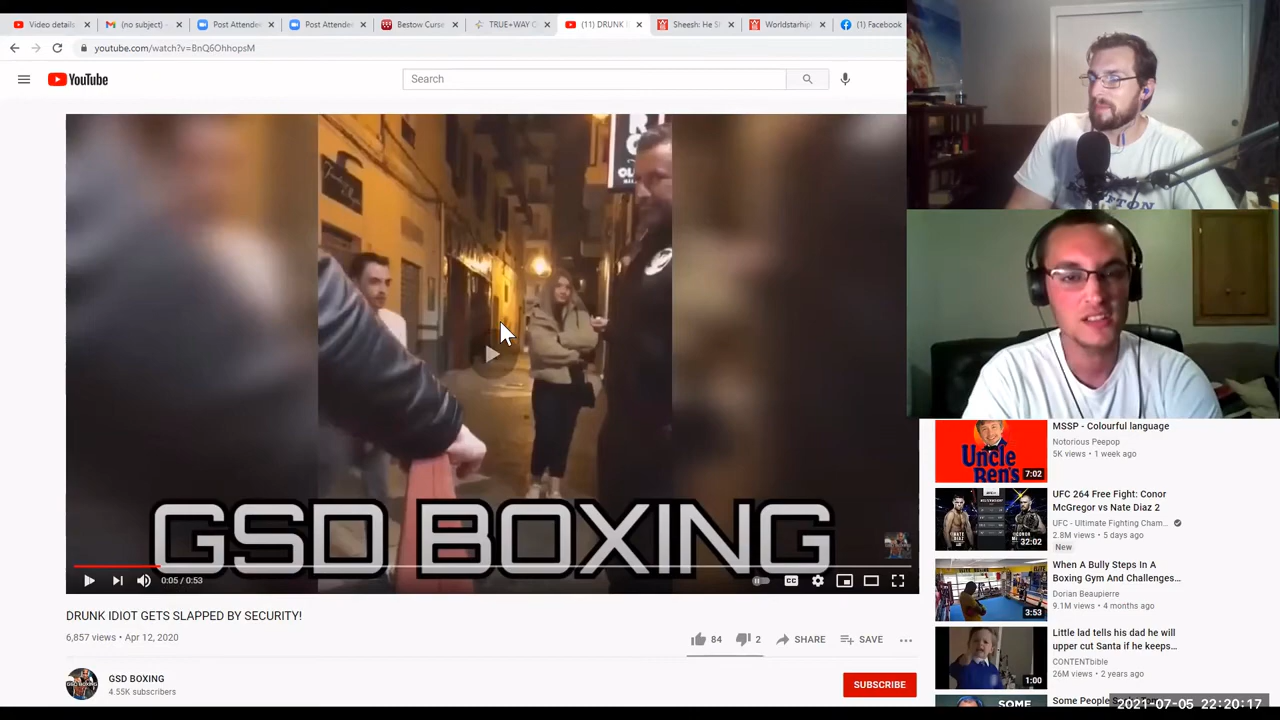 Video details
(no subject) -
Post Attende
Post Attende
Bestow Curse
TRUE+WAY C
(11) DRUNK I
Sheesh: He S
Worldstarship
(1) Facebook
youtube.com/watch?v=BnQ6OhhopsM
YouTube
Search
GSD BOXING
0:05 / 0:53
CC
DRUNK IDIOT GETS SLAPPED BY SECURITY!
6,857 views • Apr 12, 2020
84
2
SHARE
SAVE
GSD BOXING
4.55K subscribers
SUBSCRIBE
MSSP - Colourful language
Notorious Peepop
5K views • 1 week ago
Uncle
Ben's
7:02
UFC 264 Free Fight: Conor
McGregor vs Nate Diaz 2
UFC - Ultimate Fighting Cham...
2.8M views • 5 days ago
New
32:02
When A Bully Steps In A
Boxing Gym And Challenges...
Dorian Beaupierre
9.1M views • 4 months ago
3:53
Little lad tells his dad he will
upper cut Santa if he keeps...
CONTENTbible
26M views • 2 years ago
1:00
SOME
Some People
2021-07-05 22:20:17